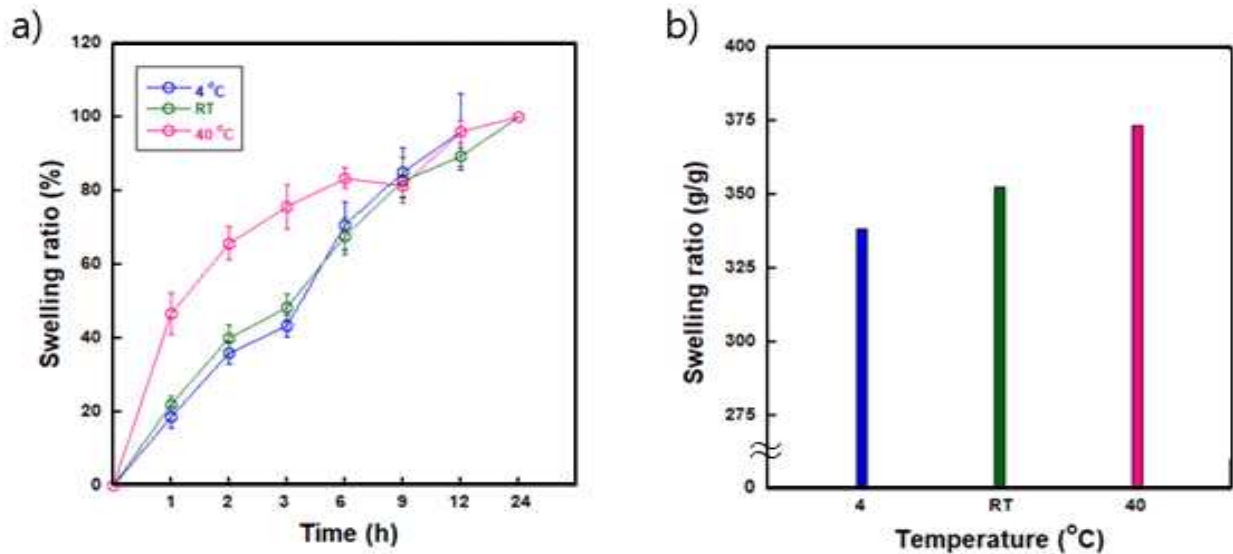 a)
120
100
80
60
40
20
0
Swelling ratio (%)
4 °C
RT
40 °C
1 2 3 6 9 12 24
Time (h)
b)
400
375
350
325
300
275
0
Swelling ratio (g/g)
4 RT 40
Temperature (°C)